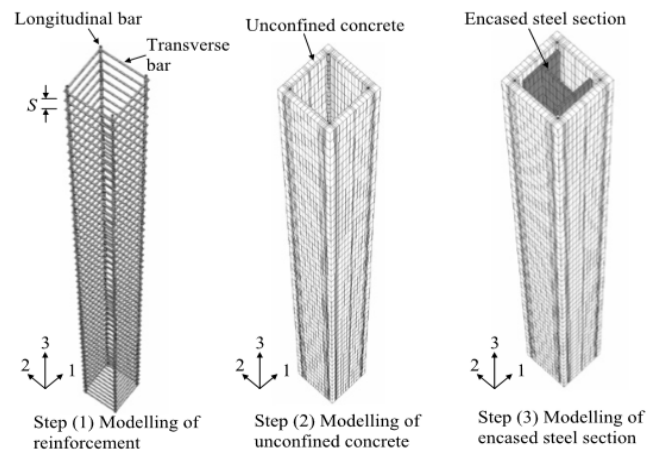 Longitudinal bar
Transverse
bar
S
3
2
1
Step (1) Modelling of
reinforcement
Unconfined concrete
3
2
1
Step (2) Modelling of
unconfined concrete
Encased steel section
3
2
1
Step (3) Modelling of
encased steel section